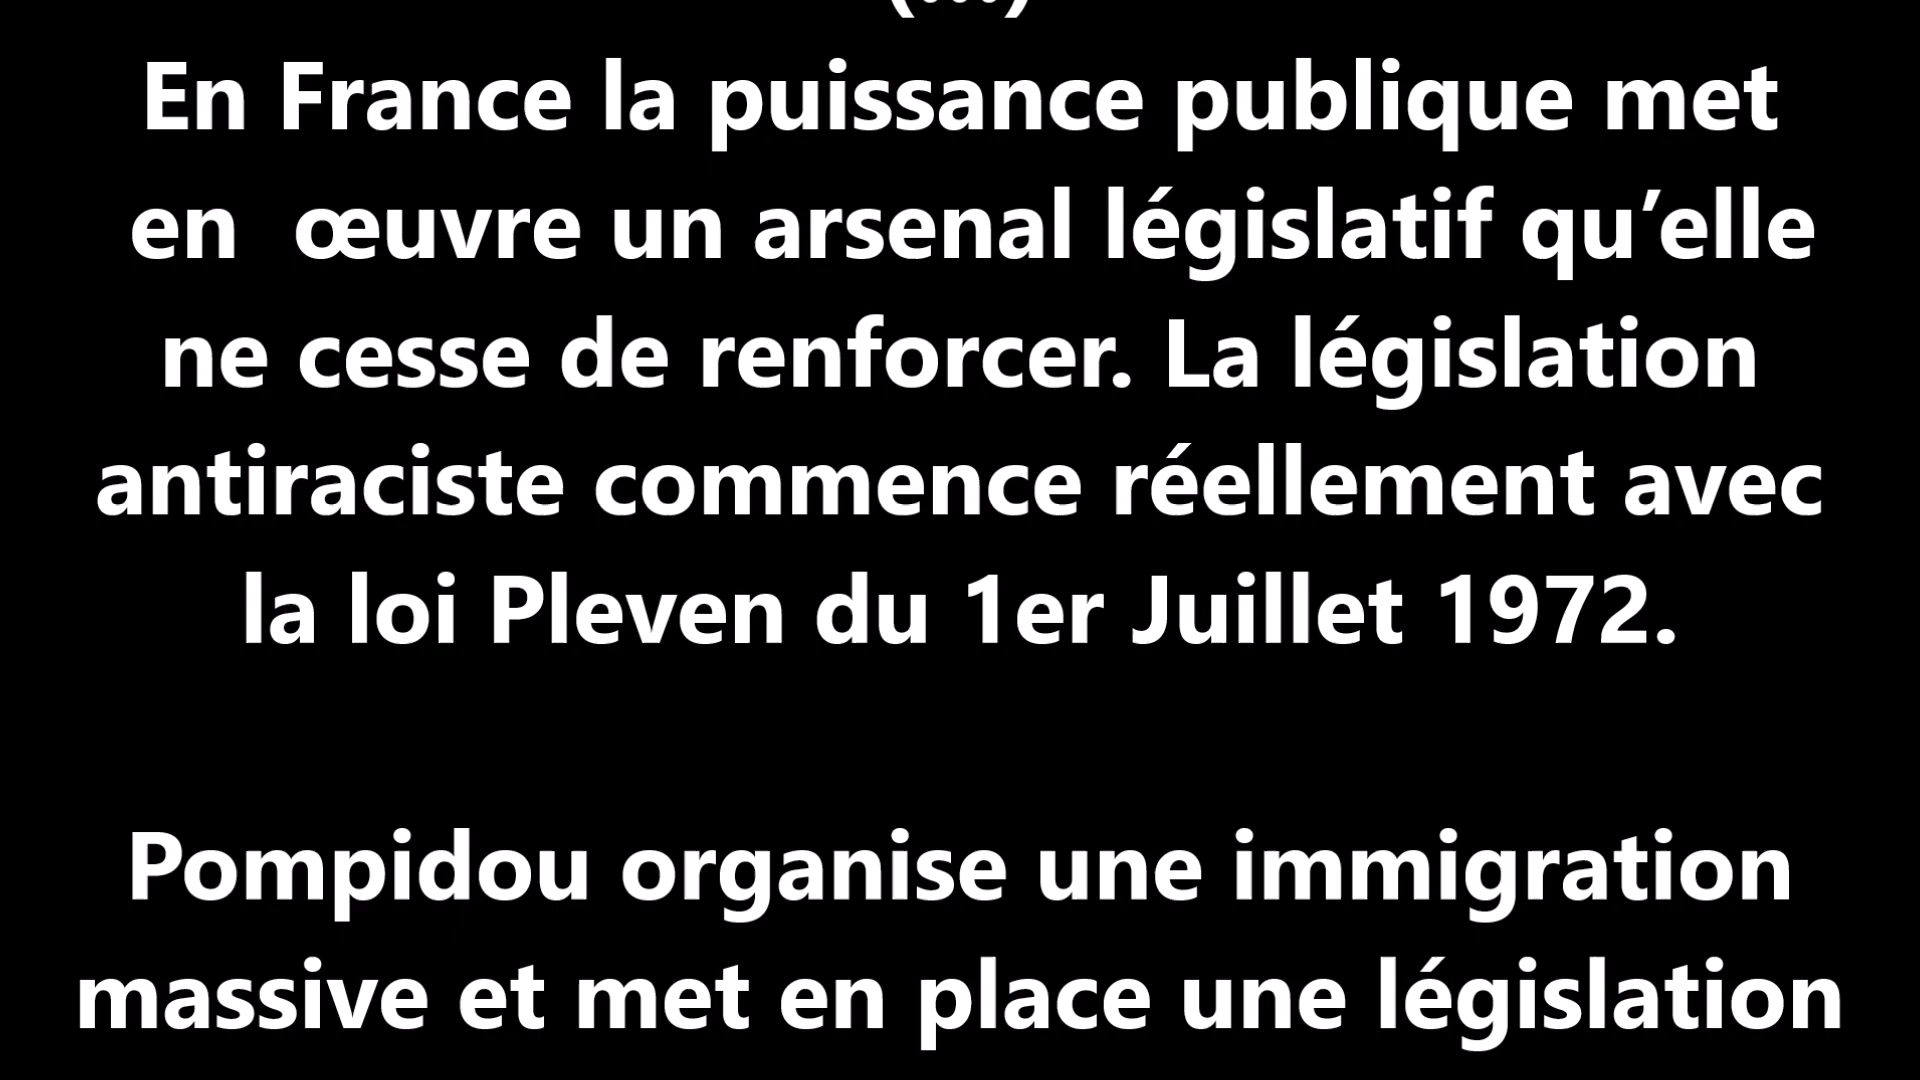 (...)
En France la puissance publique met
en  œuvre un arsenal législatif qu’elle
ne cesse de renforcer. La législation
antiraciste commence réellement avec
la loi Pleven du 1er Juillet 1972.
Pompidou organise une immigration
massive et met en place une législation